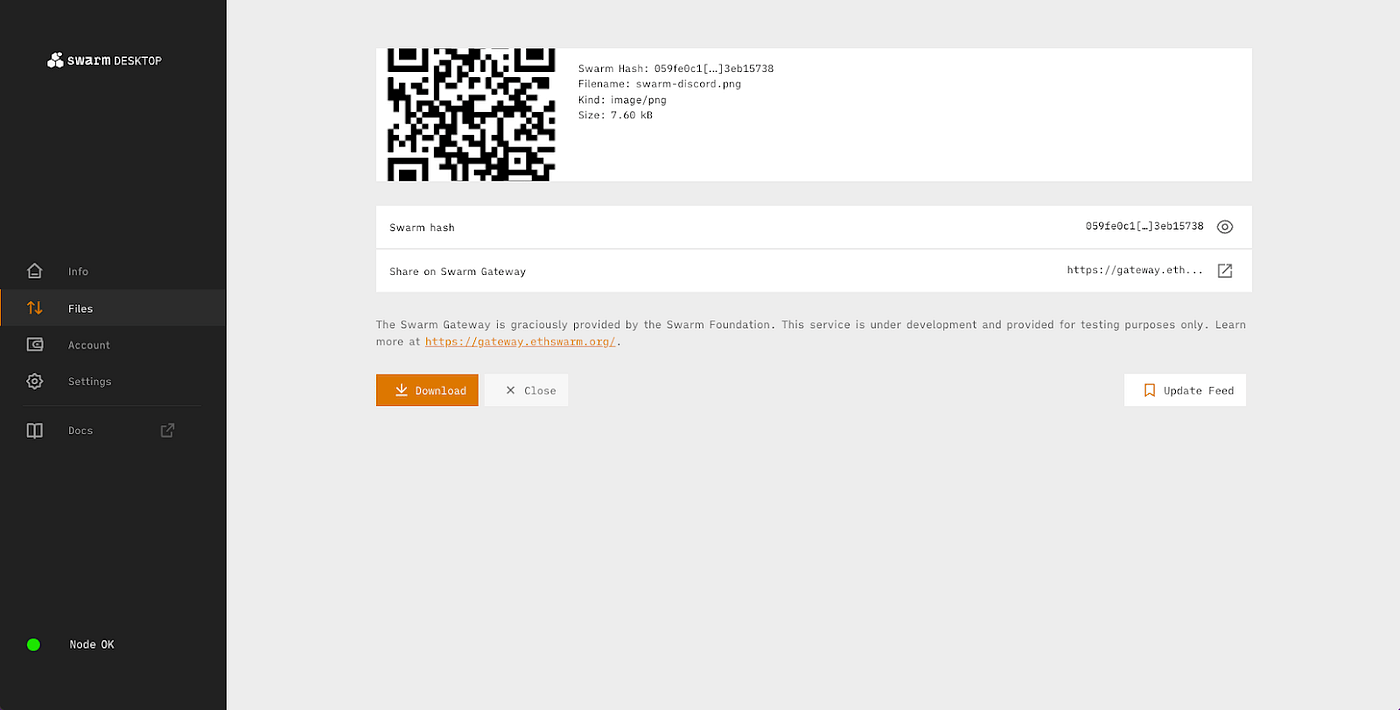 swarm DESKTOP
Info
Files
Account
Settings
Docs
Node OK
Swarm Hash: 059fe0c1[…]3eb15738
Filename: swarm-discord.png
Kind: image/png
Size: 7.60 kB
Swarm hash 059fe0c1[…]3eb15738
Share on Swarm Gateway https://gateway.eth...
The Swarm Gateway is graciously provided by the Swarm Foundation. This service is under development and provided for testing purposes only. Learn
more at https://gateway.ethswarm.org/.
Download Close Update Feed